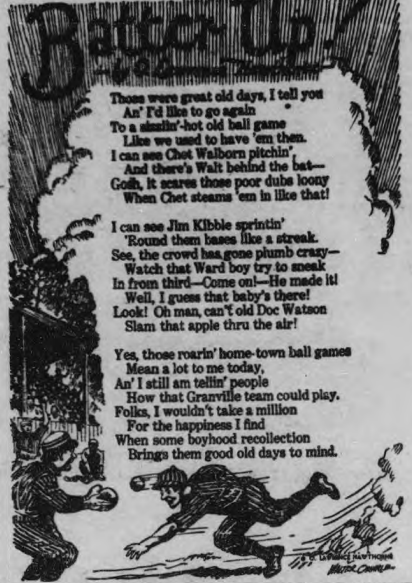 Batter Up!
Those were great old days, I tell you
An' I'd like to go again
To a sizzlin'-hot old ball game
Like we used to have 'em then.
I can see Chet Walborn pitchin',
And there's Walt behind the bat—
Gosh, it scares those poor dubs loony
When Chet steams 'em in like that!
I can see Jim Kibble sprintin'
'Round them bases like a streak.
See, the crowd has gone plumb crazy—
Watch that Ward boy try to sneak
In from third—Come on!—He made it!
Well, I guess that baby's there!
Look! Oh man, can't old Doc Watson
Slam that apple thru the air!
Yes, those roarin' home-town ball games
Mean a lot to me today,
An' I still am tellin' people
How that Granville team could play.
Folks, I wouldn't take a million
For the happiness I find
When some boyhood recollection
Brings them good old days to mind.
LAWRENCE HAWTHORNE